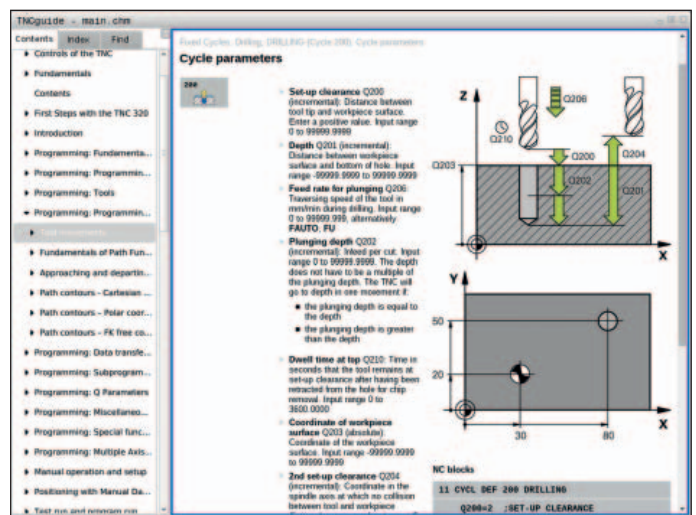 TNCguide - main.chm
Contents Index Find
Controls of the TNC
Fundamentals
Contents
First Steps with the TNC 320
Introduction
Programming: Fundamenta...
Programming: Programmin...
Programming: Tools
Programming: Programmin...
Tool movements
Fundamentals of Path Fun...
Approaching and departin...
Path contours - Cartesian ...
Path contours - Polar coor...
Path contours - FK free co...
Programming: Data transfe...
Programming: Subprogram...
Programming: Q Parameters
Programming: Miscellaneo...
Programming: Special func...
Programming: Multiple Axis...
Manual operation and setup
Positioning with Manual Da...
Test run and program run
Fixed Cycles: Drilling, DRILLING (Cycle 200), Cycle parameters
Cycle parameters
200
Set-up clearance Q200
(incremental): Distance between
tool tip and workpiece surface.
Enter a positive value. Input range
0 to 99999.9999
Depth Q201 (incremental):
Distance between workpiece
surface and bottom of hole. Input
range -99999.9999 to 99999.9999
Feed rate for plunging Q206:
Traversing speed of the tool in
mm/min during drilling. Input range
0 to 99999.999, alternatively
FAUTO, FU
Plunging depth Q202
(incremental): Infeed per cut. Input
range 0 to 99999.9999. The depth
does not have to be a multiple of
the plunging depth. The TNC will
go to depth in one movement if:
the plunging depth is equal to
the depth
the plunging depth is greater
than the depth
Dwell time at top Q210: Time in
seconds that the tool remains at
set-up clearance after having been
retracted from the hole for chip
removal. Input range 0 to
3600.0000
Coordinate of workpiece
surface Q203 (absolute):
Coordinate of the workpiece
surface. Input range -99999.9999
to 99999.9999
2nd set-up clearance Q204
(incremental): Coordinate in the
spindle axis at which no collision
between tool and workpiece
Z
Q206
Q210
Q200
Q204
Q203
Q202
Q201
X
Y
50
20
X
30
80
NC blocks
11 CYCL DEF 200 DRILLING
Q200=2 ;SET-UP CLEARANCE